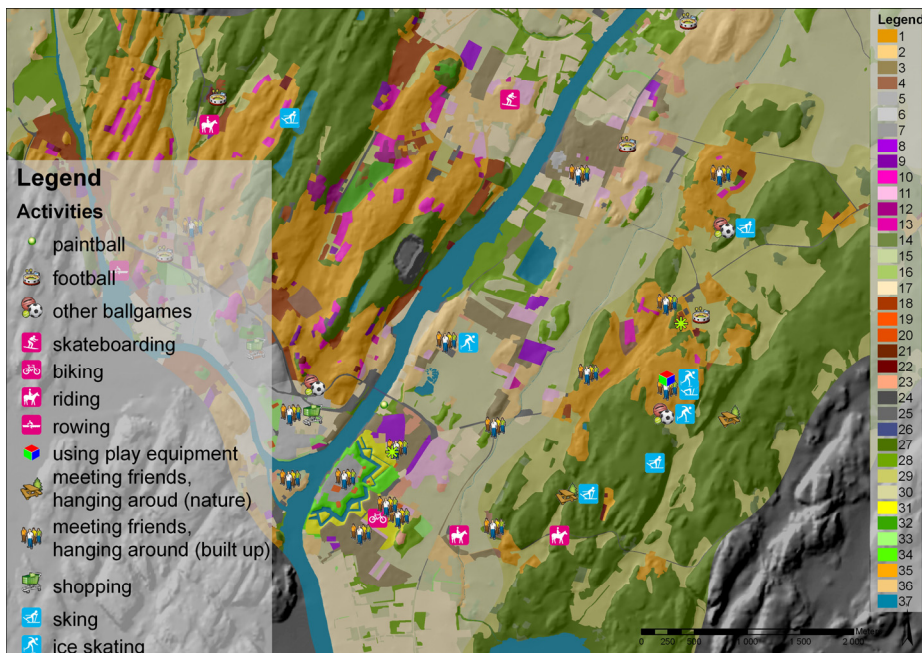 Legend
Activities
paintball
football
other ballgames
skateboarding
biking
riding
rowing
using play equipment
meeting friends,
hanging aroud (nature)
meeting friends,
hanging around (built up)
shopping
sking
ice skating
Legend
1
2
3
4
5
6
7
8
9
10
11
12
13
14
15
16
17
18
19
20
21
22
23
24
25
26
27
28
29
30
31
32
33
34
35
36
37
0 250 500 1 000 1 500 2 000